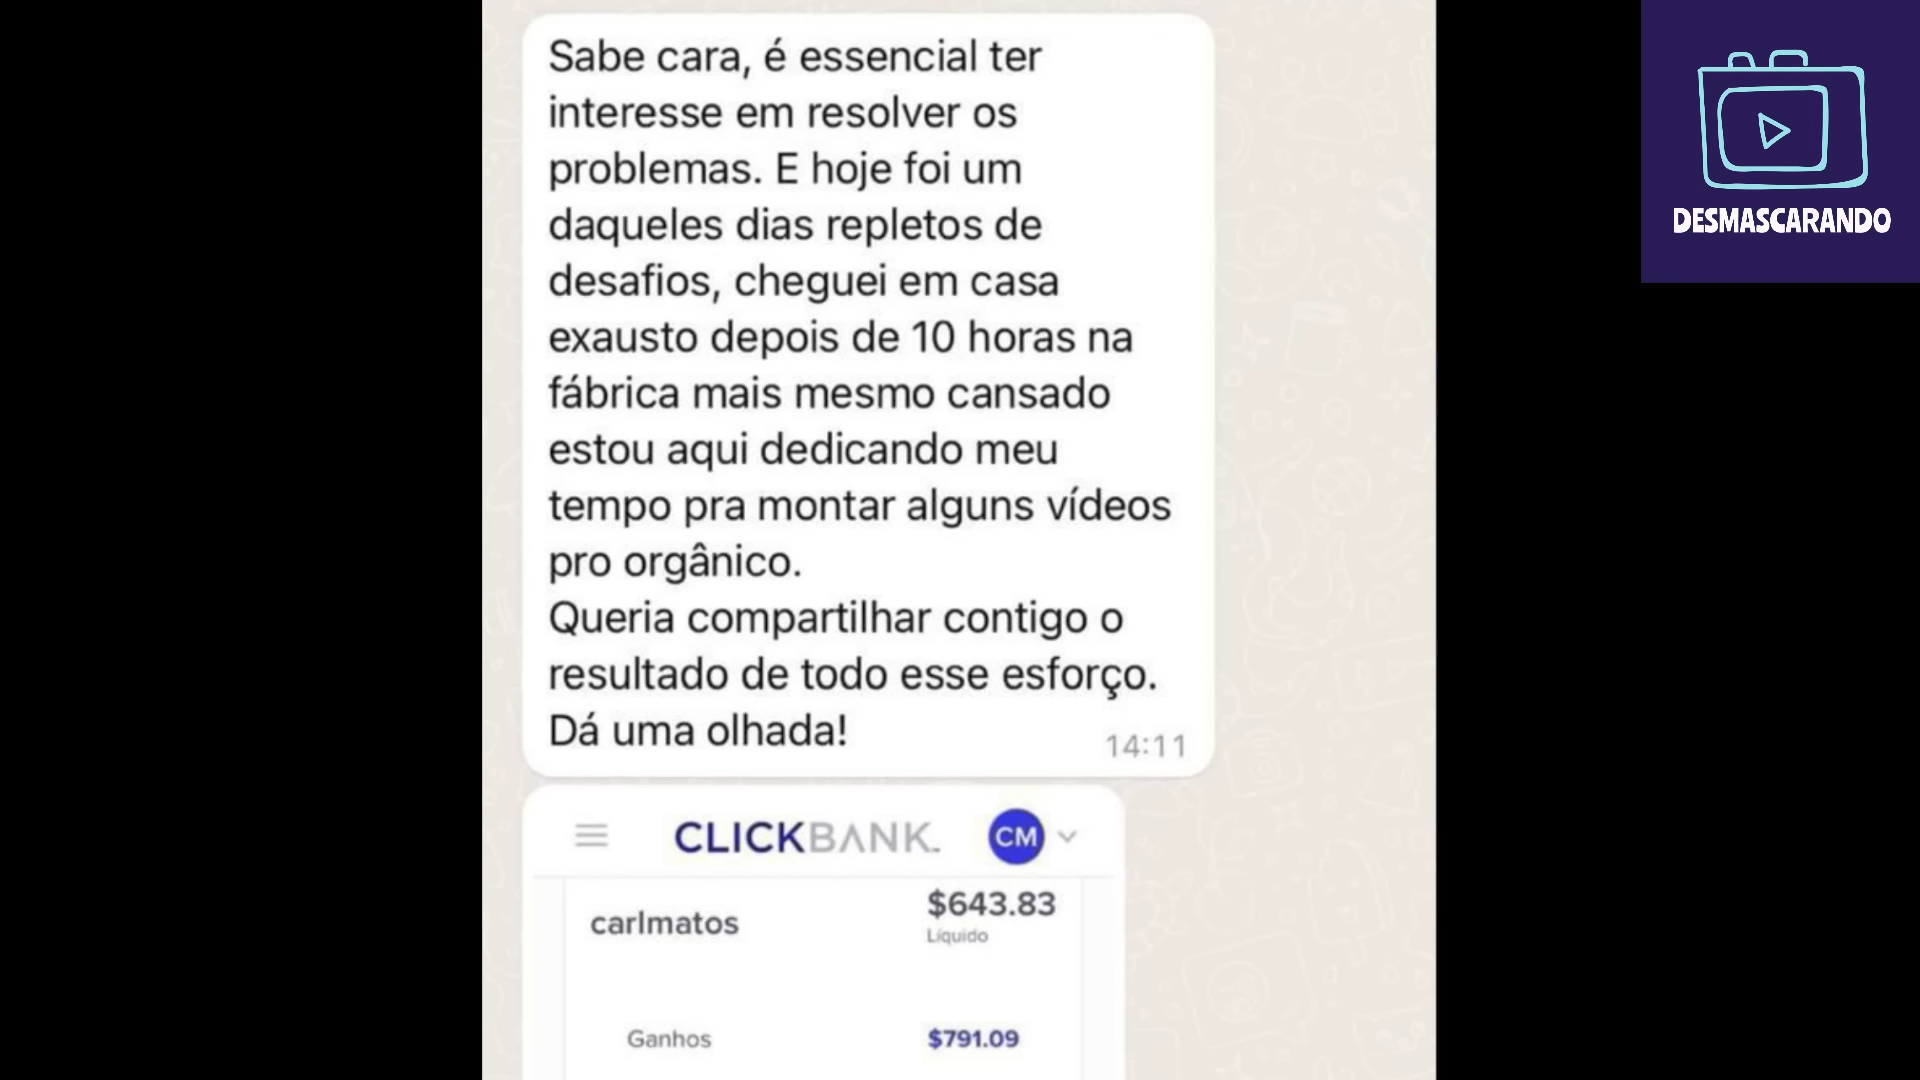 Sabe cara, é essencial ter
interesse em resolver os
problemas. E hoje foi um
daqueles dias repletos de
desafios, cheguei em casa
exausto depois de 10 horas na
fábrica mais mesmo cansado
estou aqui dedicando meu
tempo pra montar alguns vídeos
pro orgânico.
Queria compartilhar contigo o
resultado de todo esse esforço.
Dá uma olhada!
14:11
CLICKBANK
CM
carlmatos
$643.83
Líquido
Ganhos
$791.09
DESMASCARANDO